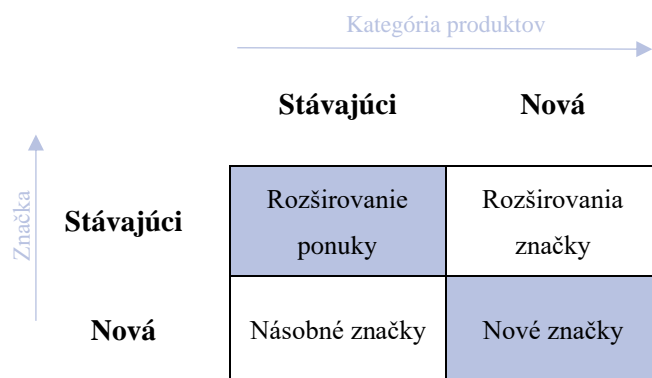 Kategória produktov
Stávajúci Nová
Značka
Stávajúci
Rozširovanie
ponuky
Rozširovania
značky
Nová
Násobné značky
Nové značky